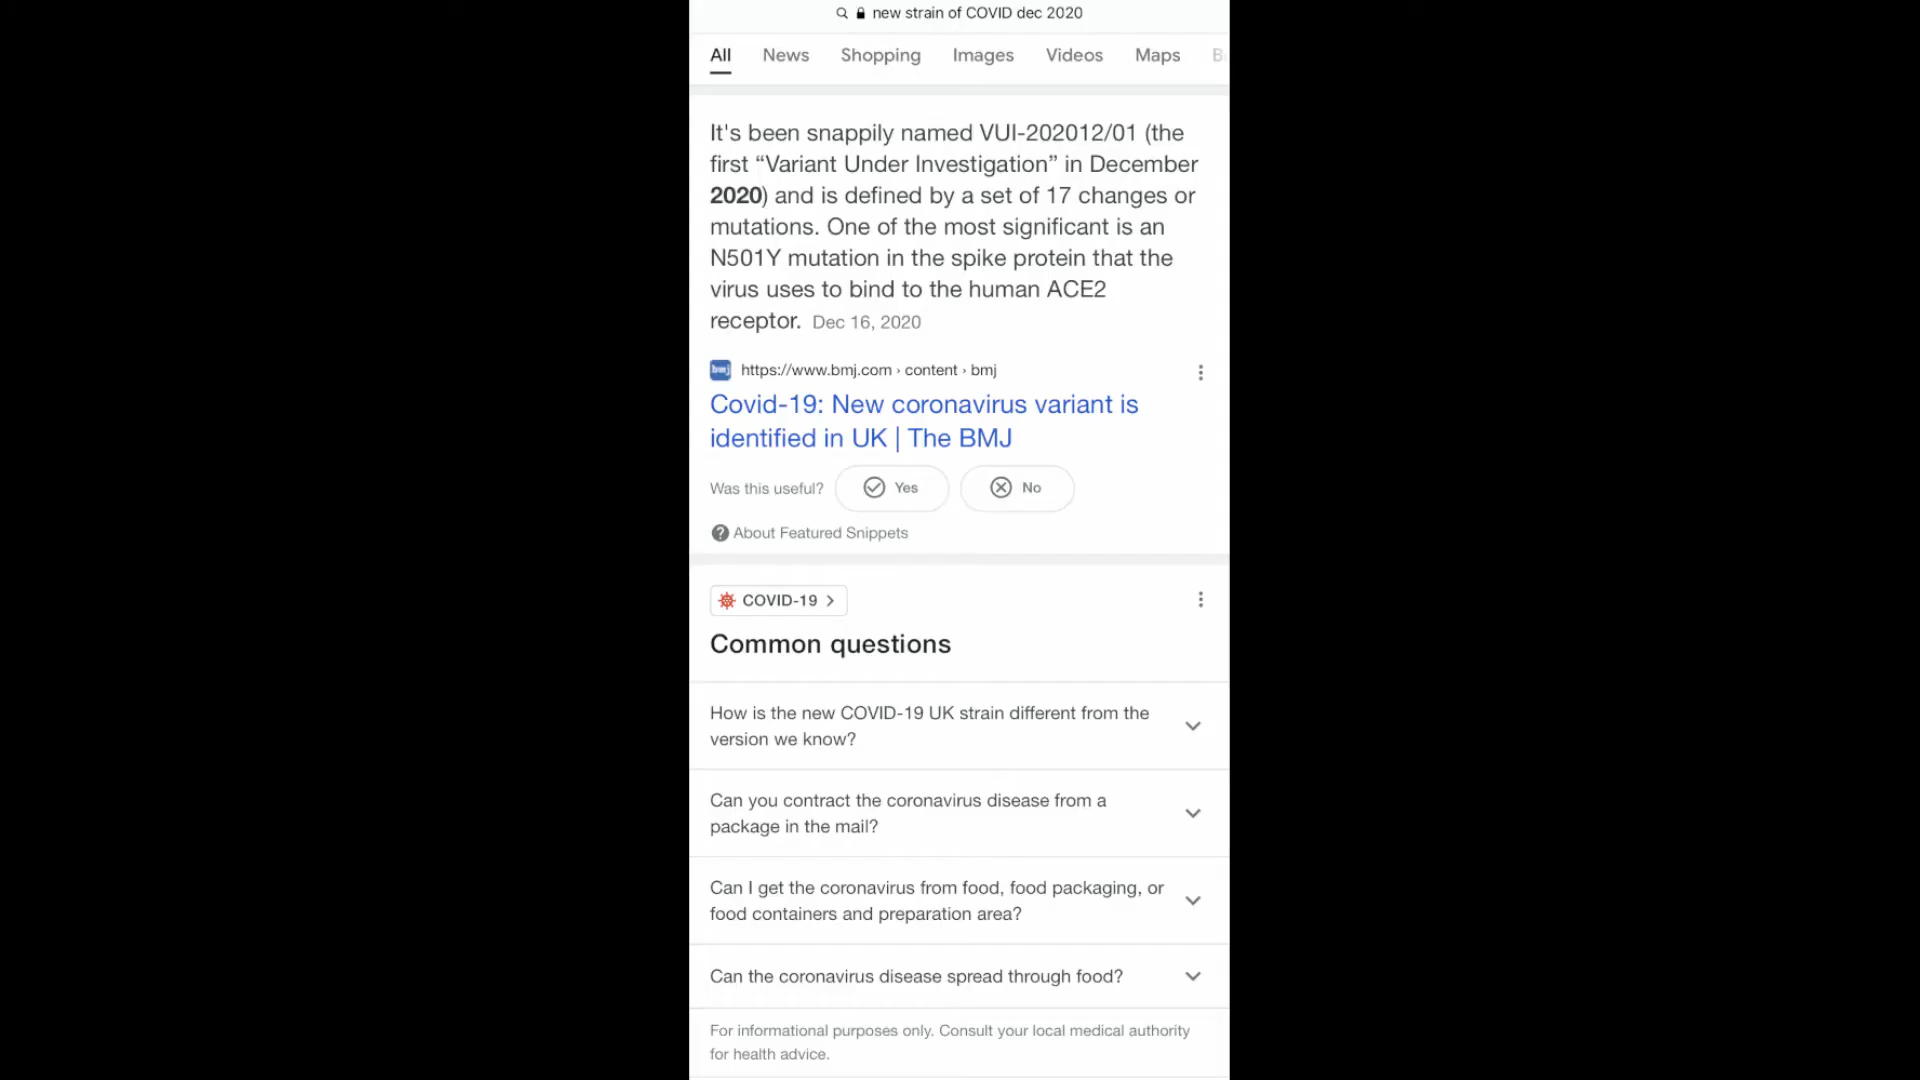 new strain of COVID dec 2020
All News Shopping Images Videos Maps
It's been snappily named VUI-202012/01 (the
first “Variant Under Investigation” in December
2020) and is defined by a set of 17 changes or
mutations. One of the most significant is an
N501Y mutation in the spike protein that the
virus uses to bind to the human ACE2
receptor. Dec 16, 2020
bmj https://www.bmj.com › content › bmj
Covid-19: New coronavirus variant is
identified in UK | The BMJ
Was this useful? Yes No
About Featured Snippets
COVID-19
Common questions
How is the new COVID-19 UK strain different from the
version we know?
Can you contract the coronavirus disease from a
package in the mail?
Can I get the coronavirus from food, food packaging, or
food containers and preparation area?
Can the coronavirus disease spread through food?
For informational purposes only. Consult your local medical authority
for health advice.